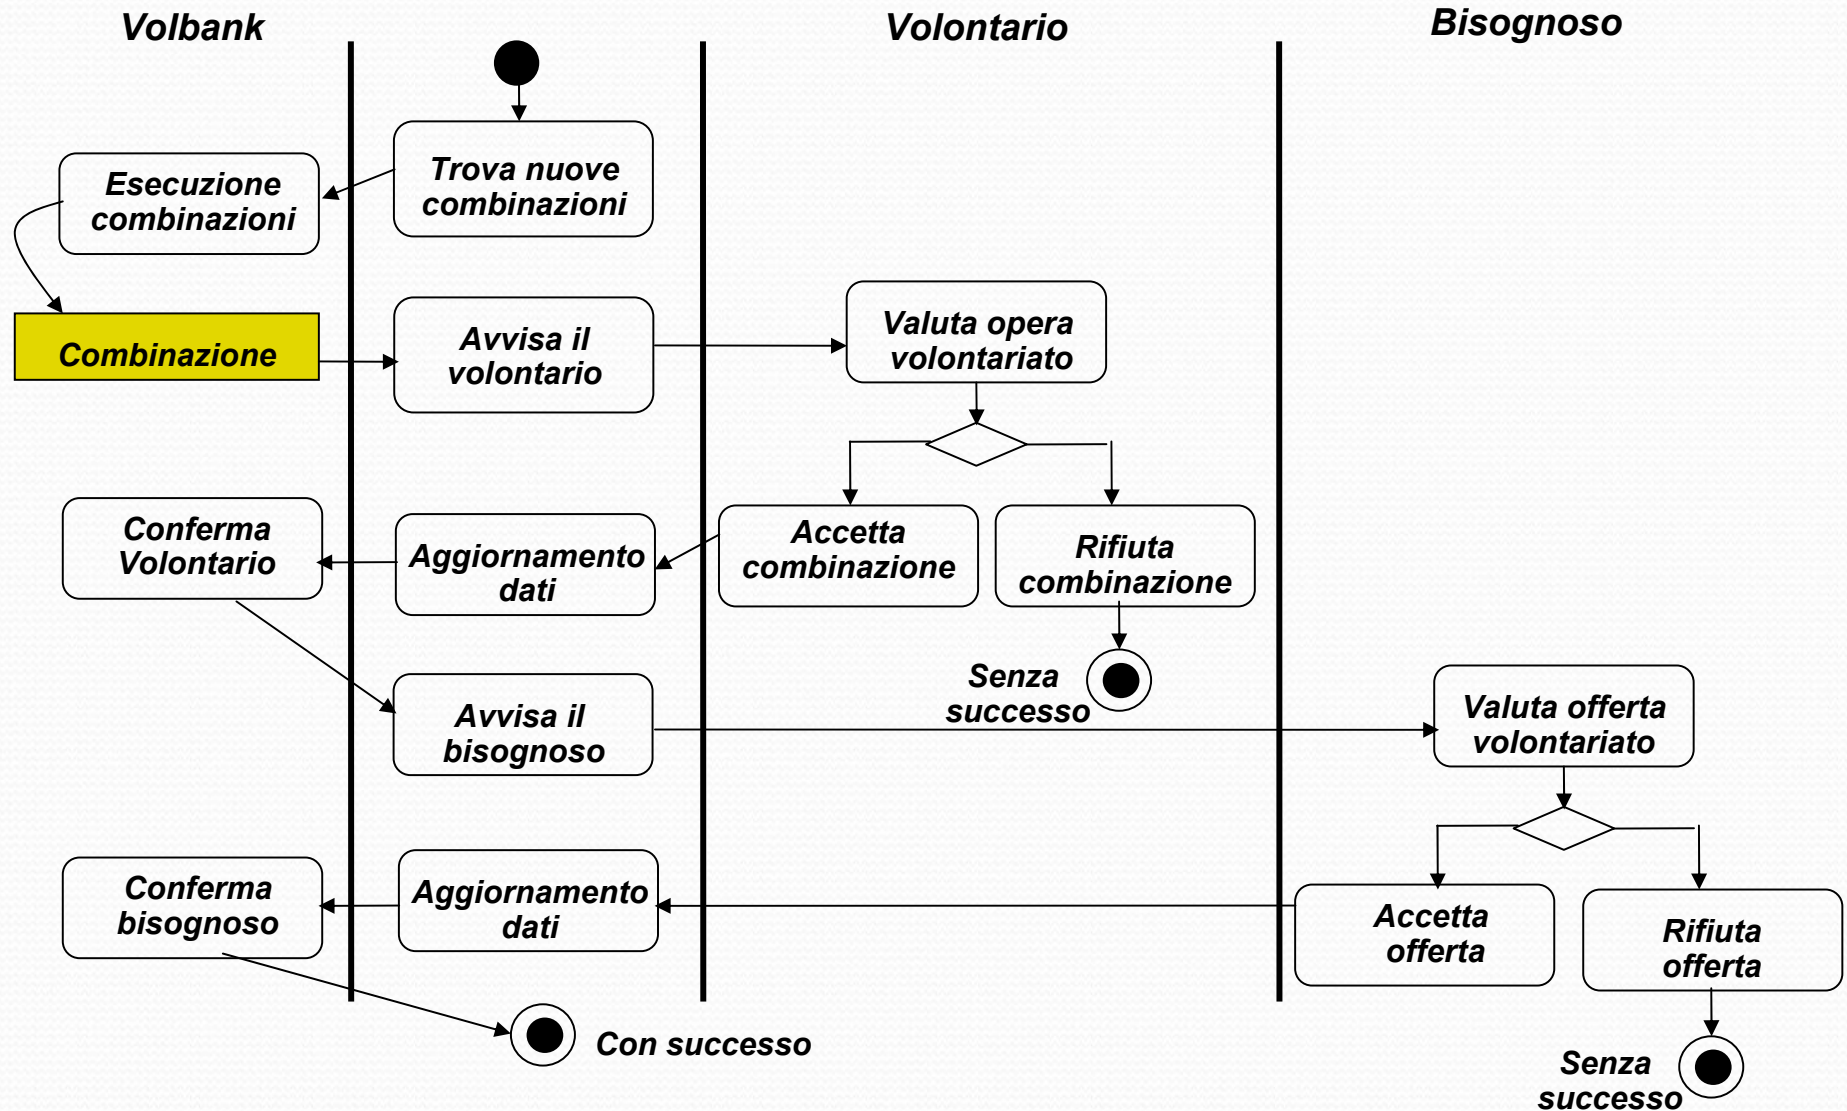 Volbank
Volontario
Bisognoso
Trova nuove
combinazioni
Esecuzione
combinazioni
Combinazione
Avvisa il
volontario
Valuta opera
volontariato
Conferma
Volontario
Aggiornamento
dati
Accetta
combinazione
Rifiuta
combinazione
Senza
successo
Avvisa il
bisognoso
Valuta offerta
volontariato
Conferma
bisognoso
Aggiornamento
dati
Accetta
offerta
Rifiuta
offerta
Con successo
Senza
successo